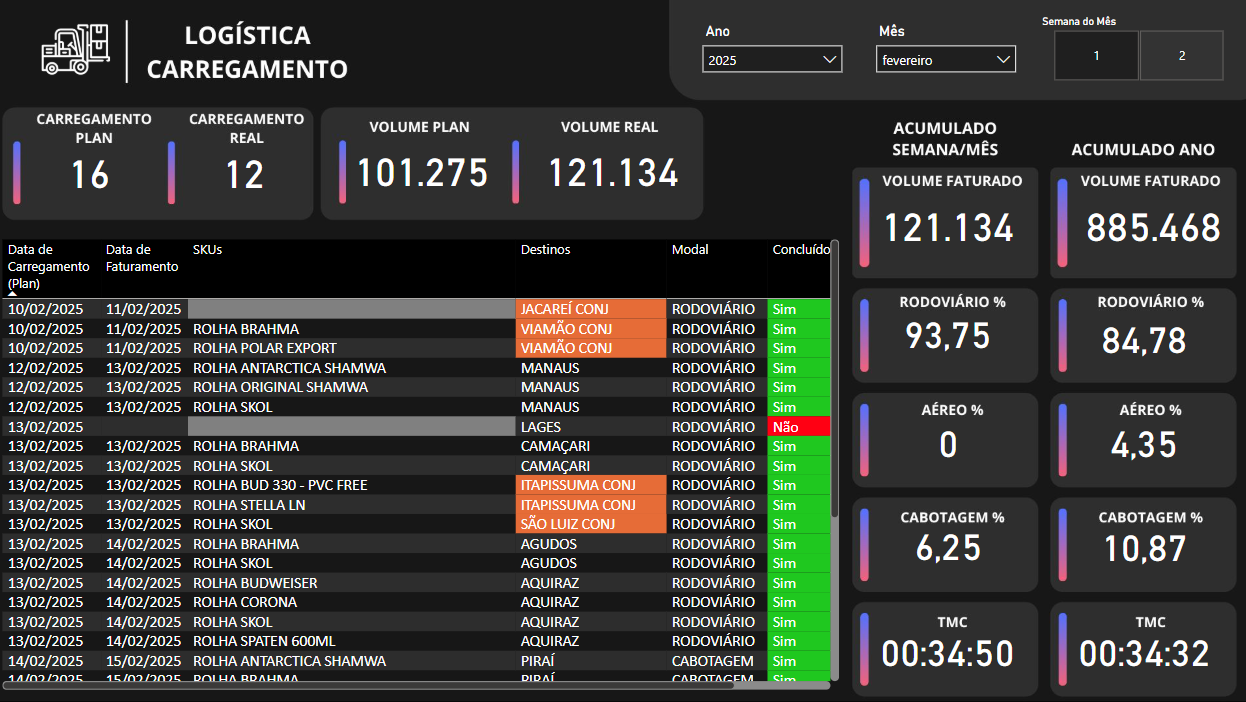 LOGÍSTICA
CARREGAMENTO
Ano
2025
Mês
fevereiro
Semana do Mês
1
2
CARREGAMENTO
PLAN
16
CARREGAMENTO
REAL
12
VOLUME PLAN
101.275
VOLUME REAL
121.134
Data de Carregamento (Plan) Data de Faturamento SKUs Destinos Modal Concluído
10/02/2025 11/02/2025 JACAREÍ CONJ RODOVIÁRIO Sim
10/02/2025 11/02/2025 ROLHA BRAHMA VIAMÃO CONJ RODOVIÁRIO Sim
10/02/2025 11/02/2025 ROLHA POLAR EXPORT VIAMÃO CONJ RODOVIÁRIO Sim
12/02/2025 13/02/2025 ROLHA ANTARCTICA SHAMWA MANAUS RODOVIÁRIO Sim
12/02/2025 13/02/2025 ROLHA ORIGINAL SHAMWA MANAUS RODOVIÁRIO Sim
12/02/2025 13/02/2025 ROLHA SKOL MANAUS RODOVIÁRIO Sim
13/02/2025 LAGES RODOVIÁRIO Não
13/02/2025 13/02/2025 ROLHA BRAHMA CAMAÇARI RODOVIÁRIO Sim
13/02/2025 13/02/2025 ROLHA SKOL CAMAÇARI RODOVIÁRIO Sim
13/02/2025 13/02/2025 ROLHA BUD 330 - PVC FREE ITAPISSUMA CONJ RODOVIÁRIO Sim
13/02/2025 13/02/2025 ROLHA STELLA LN ITAPISSUMA CONJ RODOVIÁRIO Sim
13/02/2025 13/02/2025 ROLHA SKOL SÃO LUIZ CONJ RODOVIÁRIO Sim
13/02/2025 14/02/2025 ROLHA BRAHMA AGUDOS RODOVIÁRIO Sim
13/02/2025 14/02/2025 ROLHA SKOL AGUDOS RODOVIÁRIO Sim
13/02/2025 14/02/2025 ROLHA BUDWEISER AQUIRAZ RODOVIÁRIO Sim
13/02/2025 14/02/2025 ROLHA CORONA AQUIRAZ RODOVIÁRIO Sim
13/02/2025 14/02/2025 ROLHA SKOL AQUIRAZ RODOVIÁRIO Sim
13/02/2025 14/02/2025 ROLHA SPATEN 600ML AQUIRAZ RODOVIÁRIO Sim
14/02/2025 15/02/2025 ROLHA ANTARCTICA SHAMWA PIRAÍ CABOTAGEM Sim
14/02/2025 15/02/2025 ROLHA BRAHMA PIRAÍ CABOTAGEM Sim
ACUMULADO
SEMANA/MÊS
VOLUME FATURADO
121.134
RODOVIÁRIO %
93,75
AÉREO %
0
CABOTAGEM %
6,25
TMC
00:34:50
ACUMULADO ANO
VOLUME FATURADO
885.468
RODOVIÁRIO %
84,78
AÉREO %
4,35
CABOTAGEM %
10,87
TMC
00:34:32